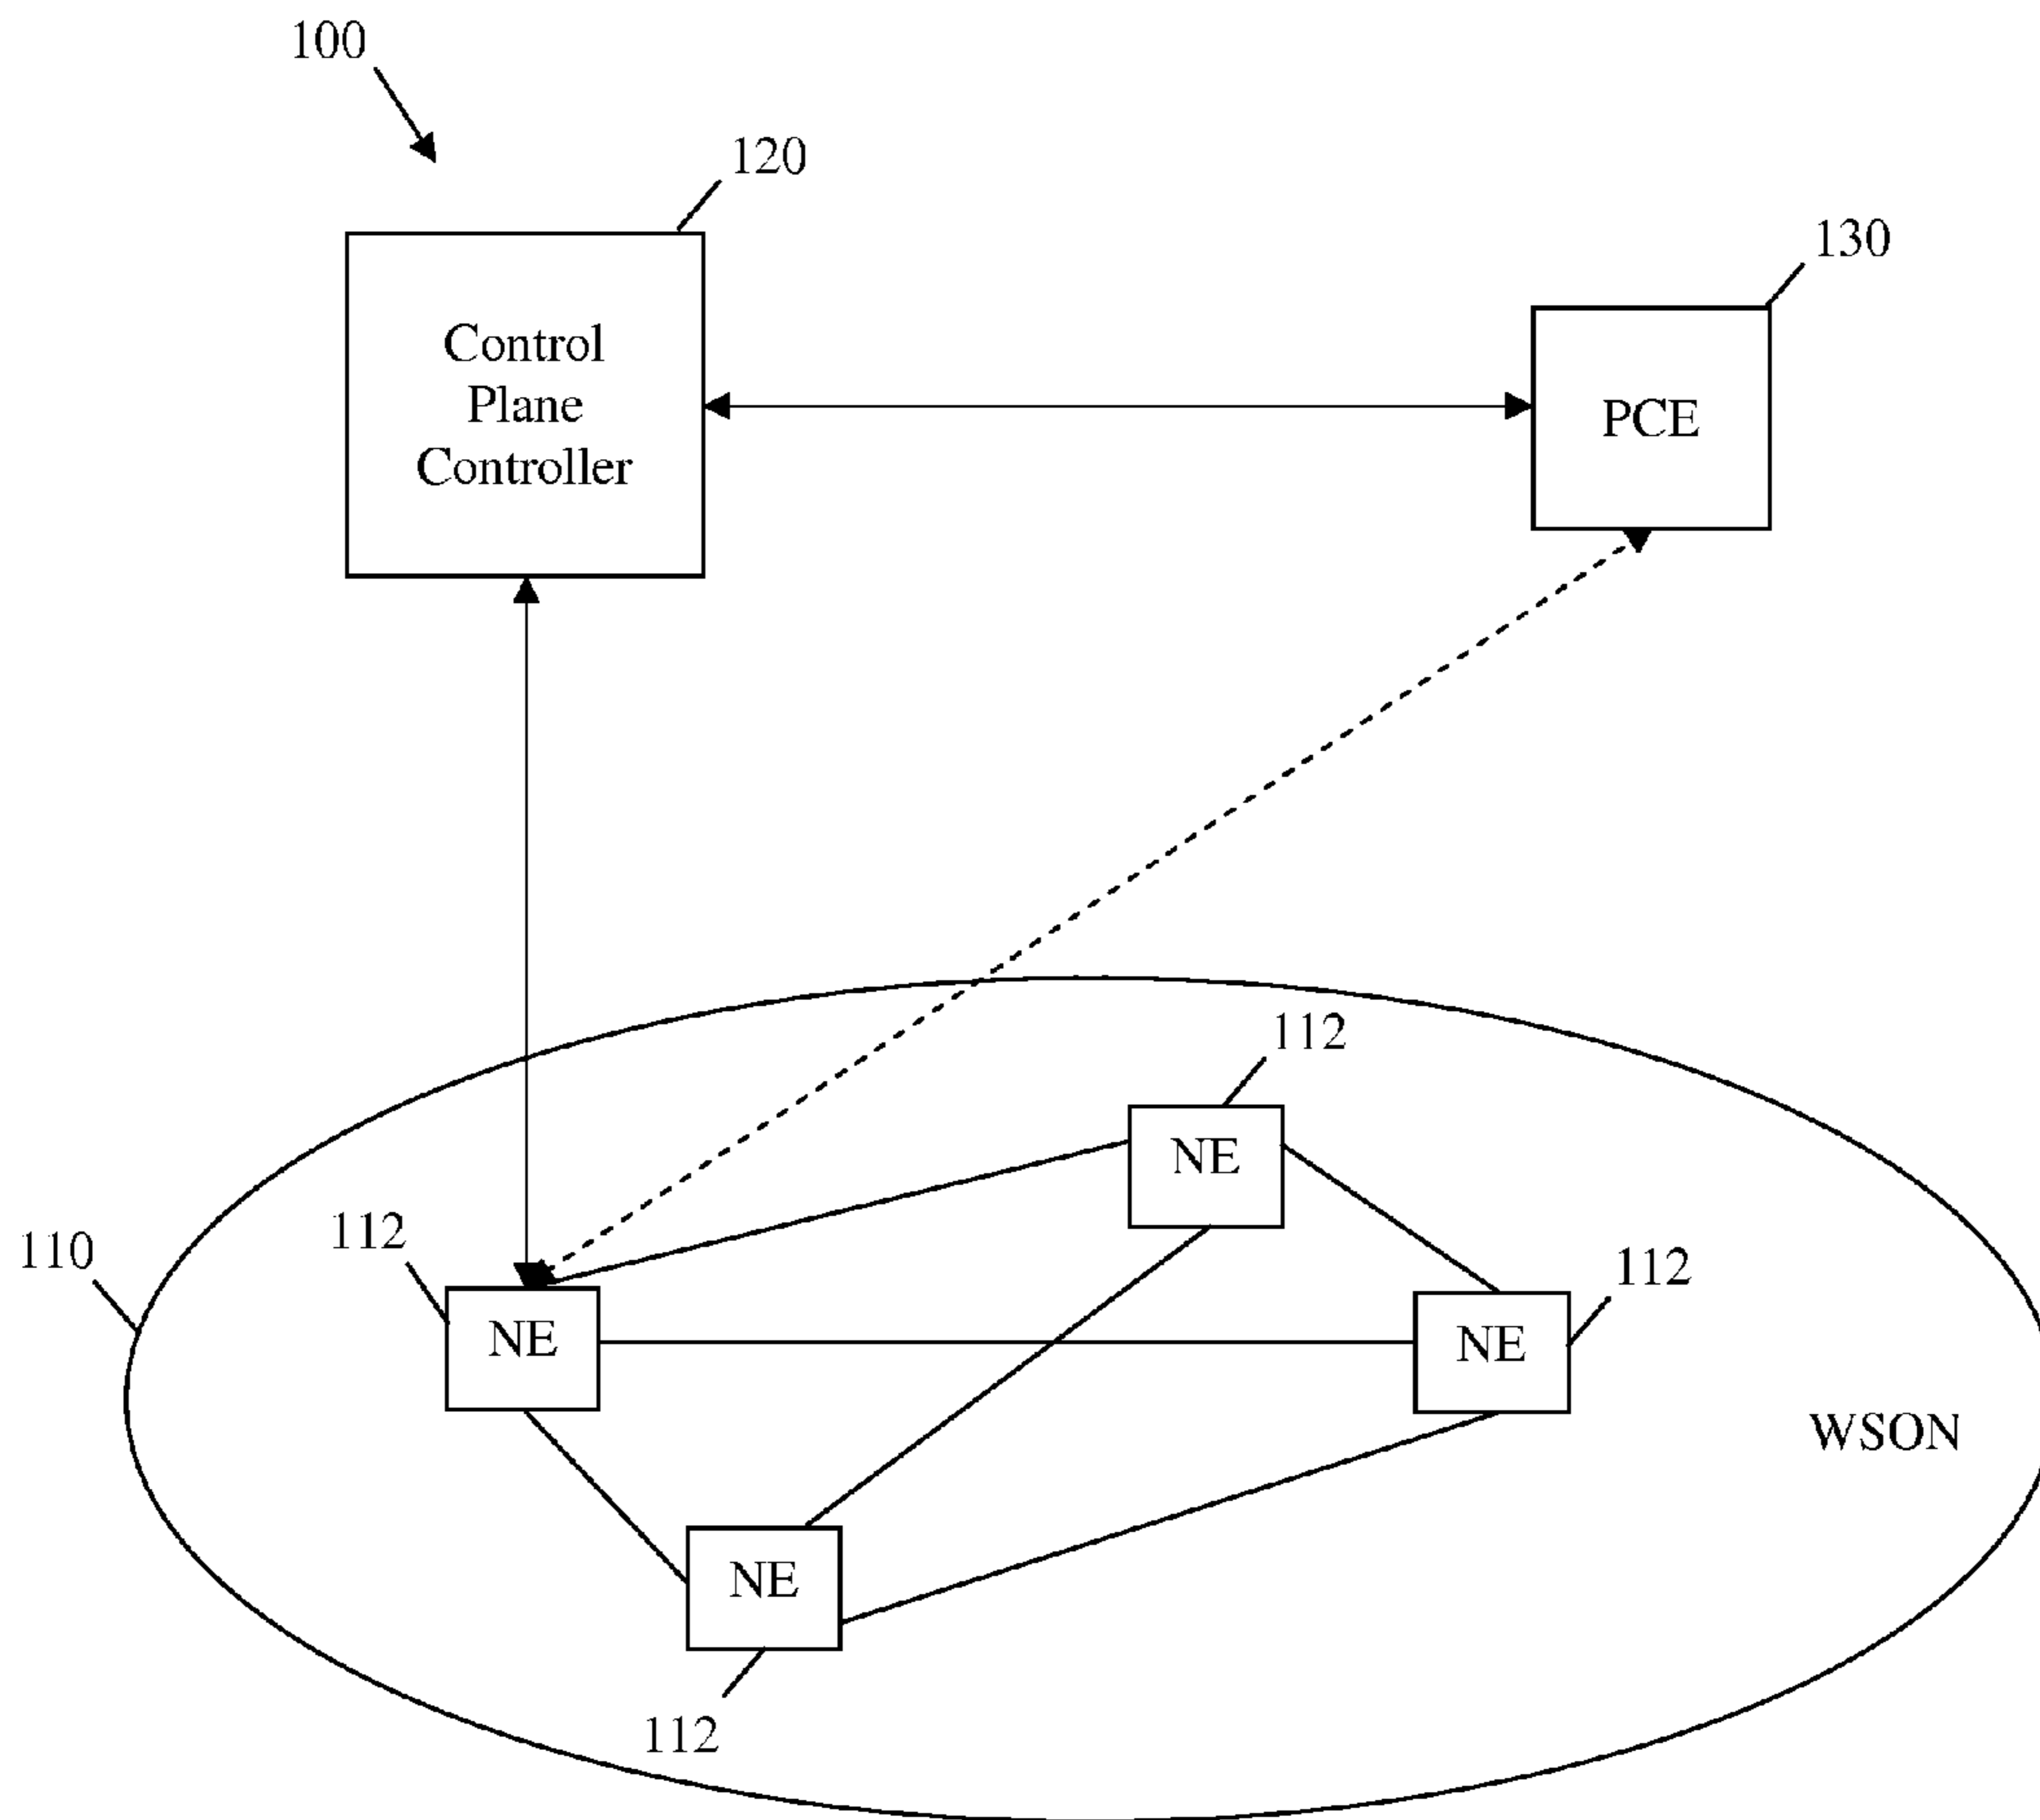 100
120
130
Control
Plane
Controller
PCE
112
NE
112
110
NE
112
NE
WSON
NE
112